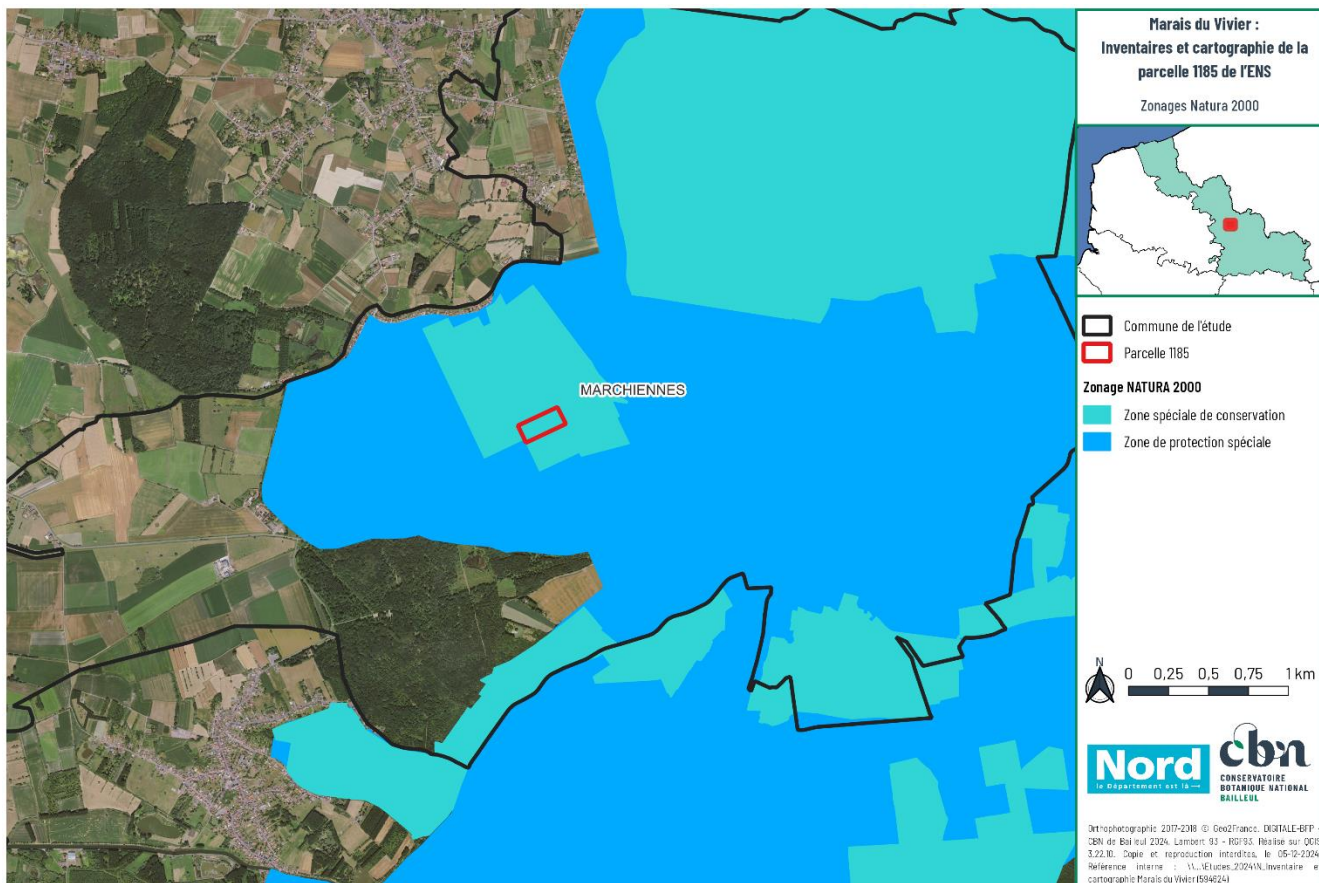 Marais du Vivier :
Inventaires et cartographie de la
parcelle 1185 de l'ENS
Zonages Natura 2000
MARCHIENNES
Commune de l'étude
Parcelle 1185
Zonage NATURA 2000
Zone spéciale de conservation
Zone de protection spéciale
N
0 0,25 0,5 0,75 1 km
Nord
le Département est là →
cbn
CONSERVATOIRE
BOTANIQUE NATIONAL
BAILLEUL
Orthophotographie 2017-2018 © Geo2France. DIGITALE-BFP -
CBN de Bailleul 2024. Lambert 93 - RGF93. Réalisé sur QGIS
3.22.10. Copie et reproduction interdites, le 05-12-2024.
Référence interne : \\...\Etudes_2024\N_Inventaire e
cartographie Marais du Vivier (594624)